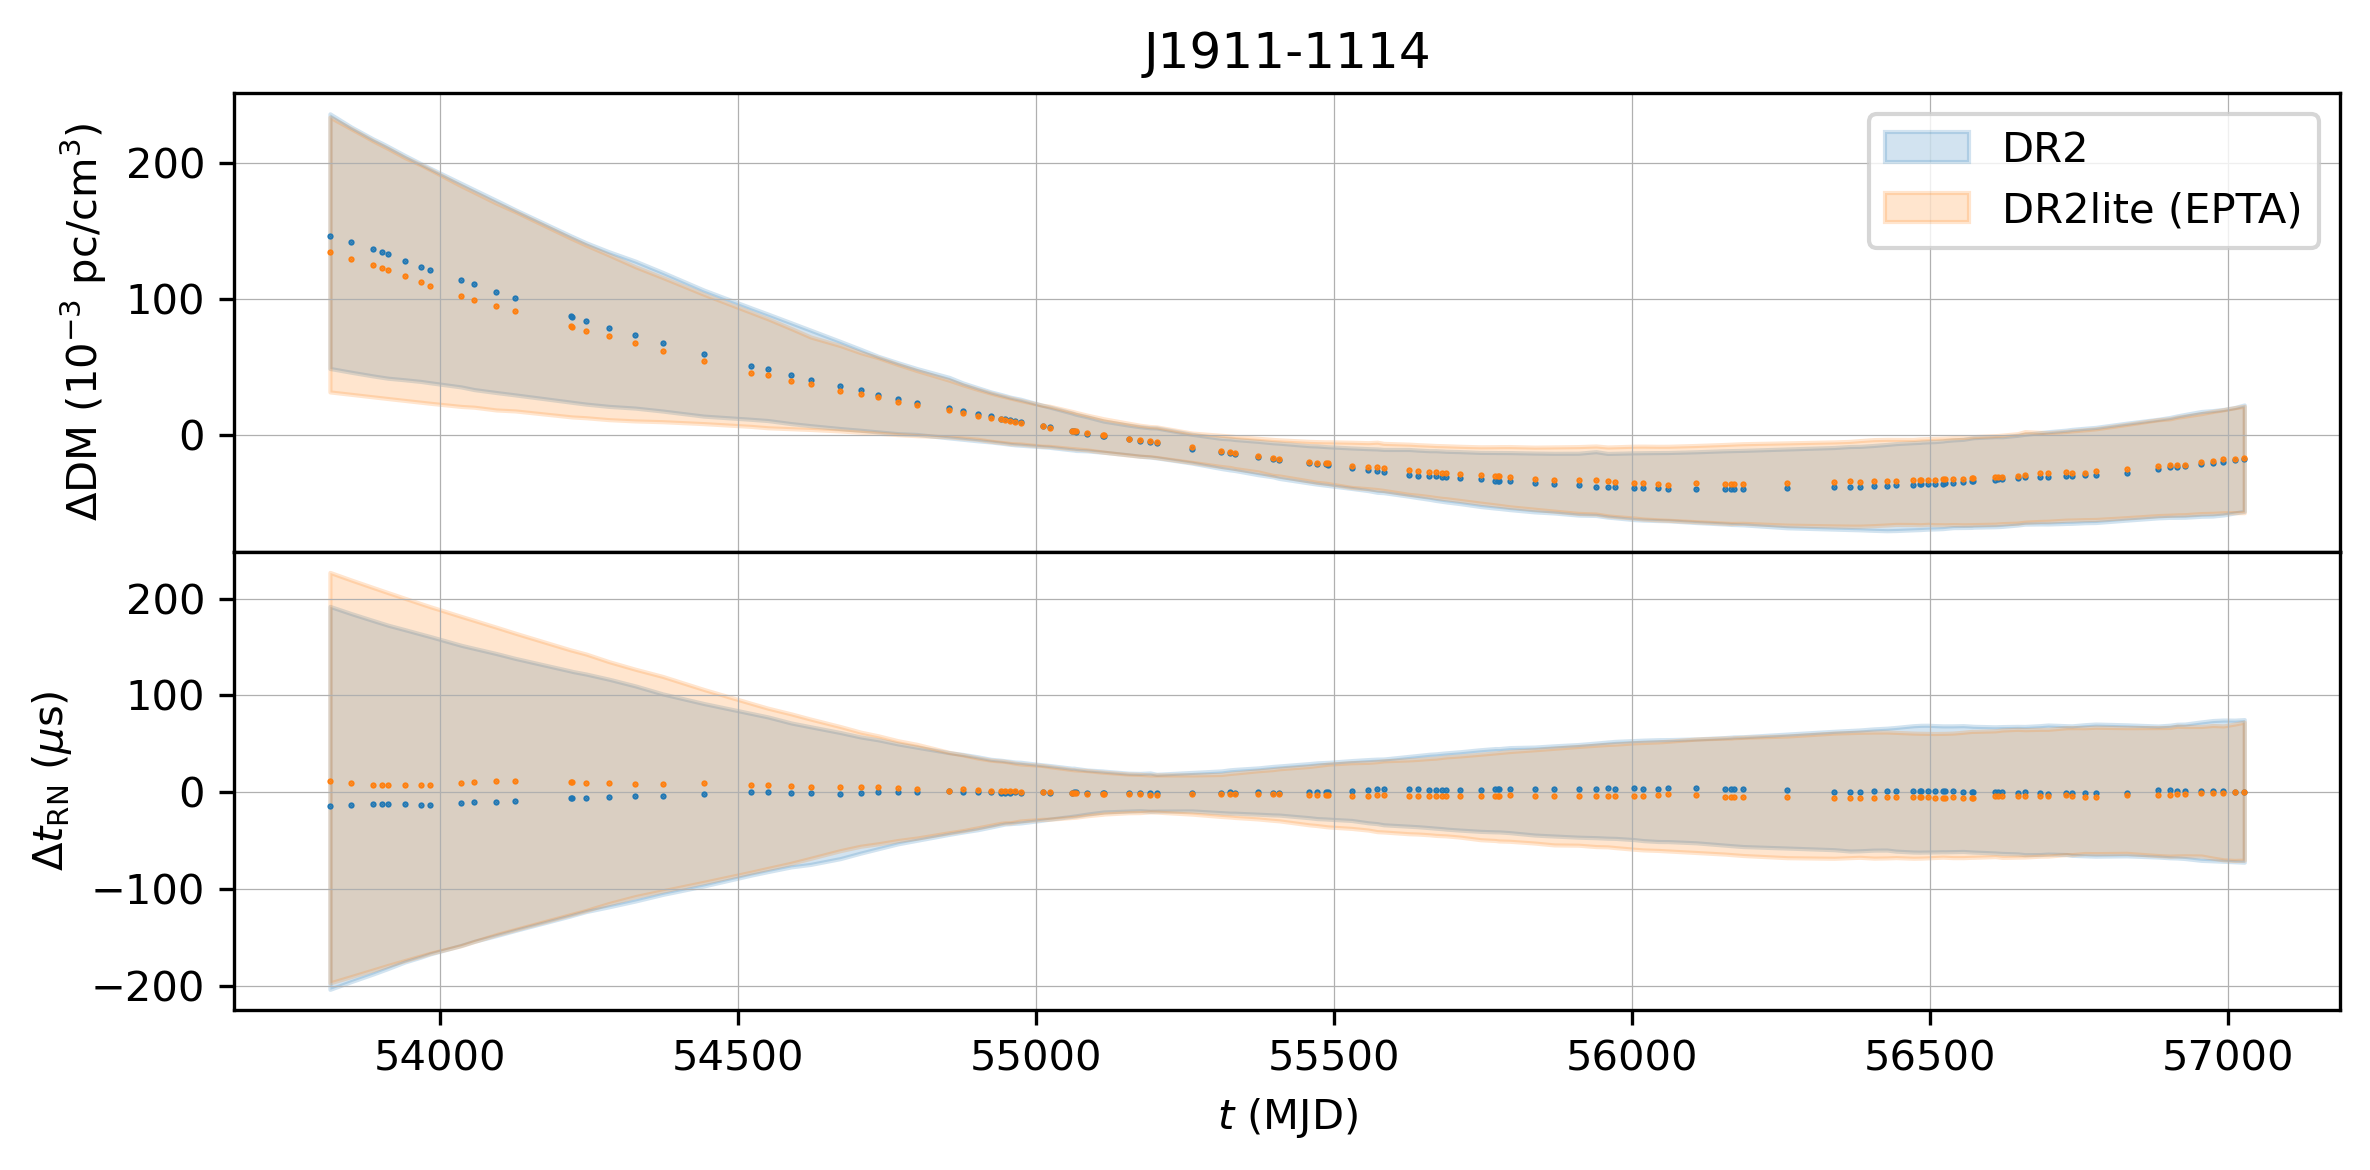 J1911-1114
ΔDM (10⁻³ pc/cm³)
200
100
0
DR2
DR2lite (EPTA)
Δt_RN (μs)
200
100
0
−100
−200
54000 54500 55000 55500 56000 56500 57000
t (MJD)